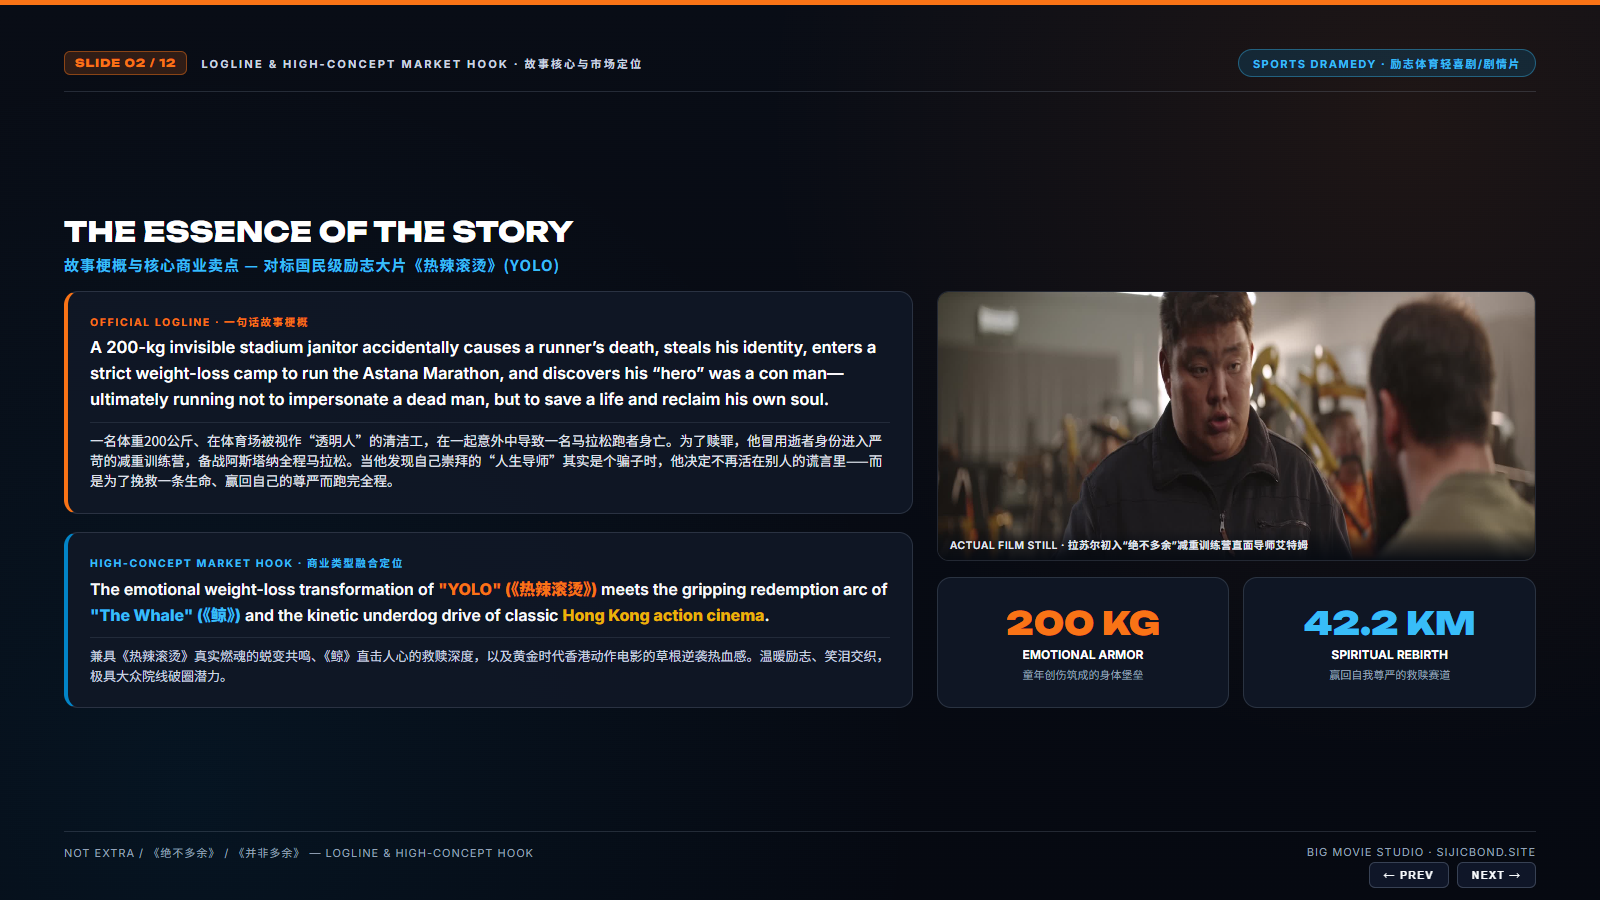 SLIDE 02 / 12
LOGLINE & HIGH-CONCEPT MARKET HOOK · 故事核心与市场定位
SPORTS DRAMEDY · 励志体育轻喜剧/剧情片
THE ESSENCE OF THE STORY
故事梗概与核心商业卖点 — 对标国民级励志大片《热辣滚烫》(YOLO)
OFFICIAL LOGLINE · 一句话故事梗概
A 200-kg invisible stadium janitor accidentally causes a runner’s death, steals his identity, enters a
strict weight-loss camp to run the Astana Marathon, and discovers his “hero” was a con man—
ultimately running not to impersonate a dead man, but to save a life and reclaim his own soul.
一名体重200公斤、在体育场被视作“透明人”的清洁工，在一起意外中导致一名马拉松跑者身亡。为了赎罪，他冒用逝者身份进入严
苛的减重训练营，备战阿斯塔纳全程马拉松。当他发现自己崇拜的“人生导师”其实是个骗子时，他决定不再活在别人的谎言里——而
是为了挽救一条生命、赢回自己的尊严而跑完全程。
HIGH-CONCEPT MARKET HOOK · 商业类型融合定位
The emotional weight-loss transformation of "YOLO" (《热辣滚烫》) meets the gripping redemption arc of
"The Whale" (《鲸》) and the kinetic underdog drive of classic Hong Kong action cinema.
兼具《热辣滚烫》真实燃魂的蜕变共鸣、《鲸》直击人心的救赎深度，以及黄金时代香港动作电影的草根逆袭热血感。温暖励志、笑泪交织，
极具大众院线破圈潜力。
ACTUAL FILM STILL · 拉苏尔初入“绝不多余”减重训练营直面导师艾特姆
200 KG
EMOTIONAL ARMOR
童年创伤筑成的身体堡垒
42.2 KM
SPIRITUAL REBIRTH
赢回自我尊严的救赎赛道
NOT EXTRA / 《绝不多余》 / 《并非多余》 — LOGLINE & HIGH-CONCEPT HOOK
BIG MOVIE STUDIO · SIJICBOND.SITE
← PREV
NEXT →